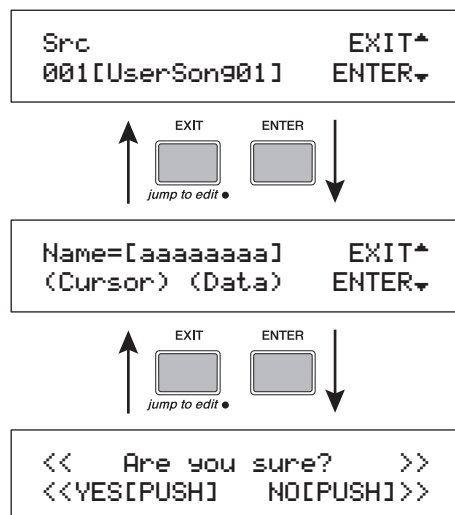 Src EXIT▲
001[UserSong01] ENTER▼
EXIT ENTER
jump to edit ●
Name=[aaaaaaaa] EXIT▲
(Cursor) (Data) ENTER▼
EXIT ENTER
jump to edit ●
<< Are you sure? >>
<<YES[PUSH] NO[PUSH]>>